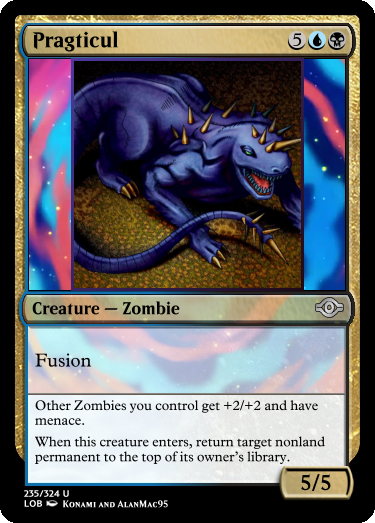 Pragticul 5
Creature — Zombie
Fusion
Other Zombies you control get +2/+2 and have
menace.
When this creature enters, return target nonland
permanent to the top of its owner's library.
5/5
235/324 U
LOB Konami and AlanMac95